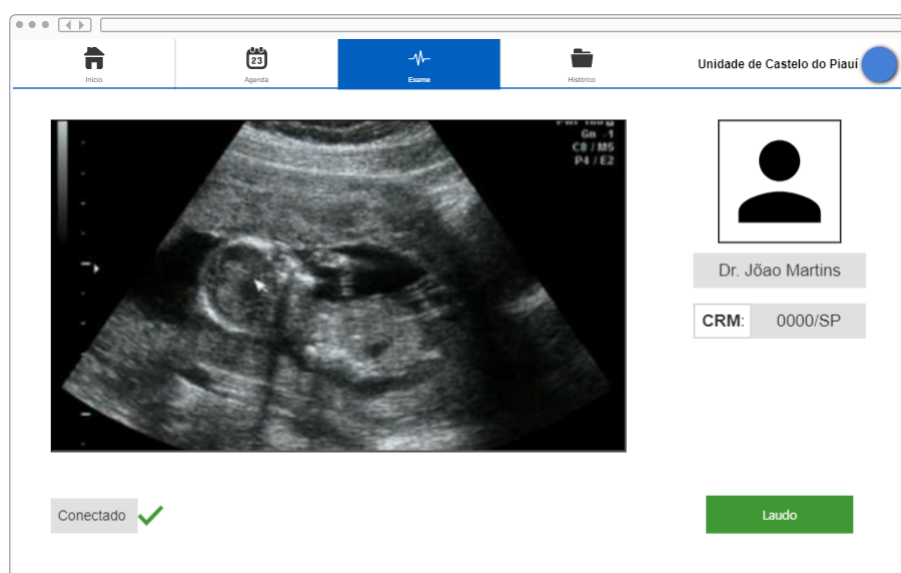 Início
23
Agenda
Exame
Histórico
Unidade de Castelo do Piauí
Gn -1
C8 / M5
P4 / E2
Dr. Jõao Martins
CRM: 0000/SP
Conectado
Laudo